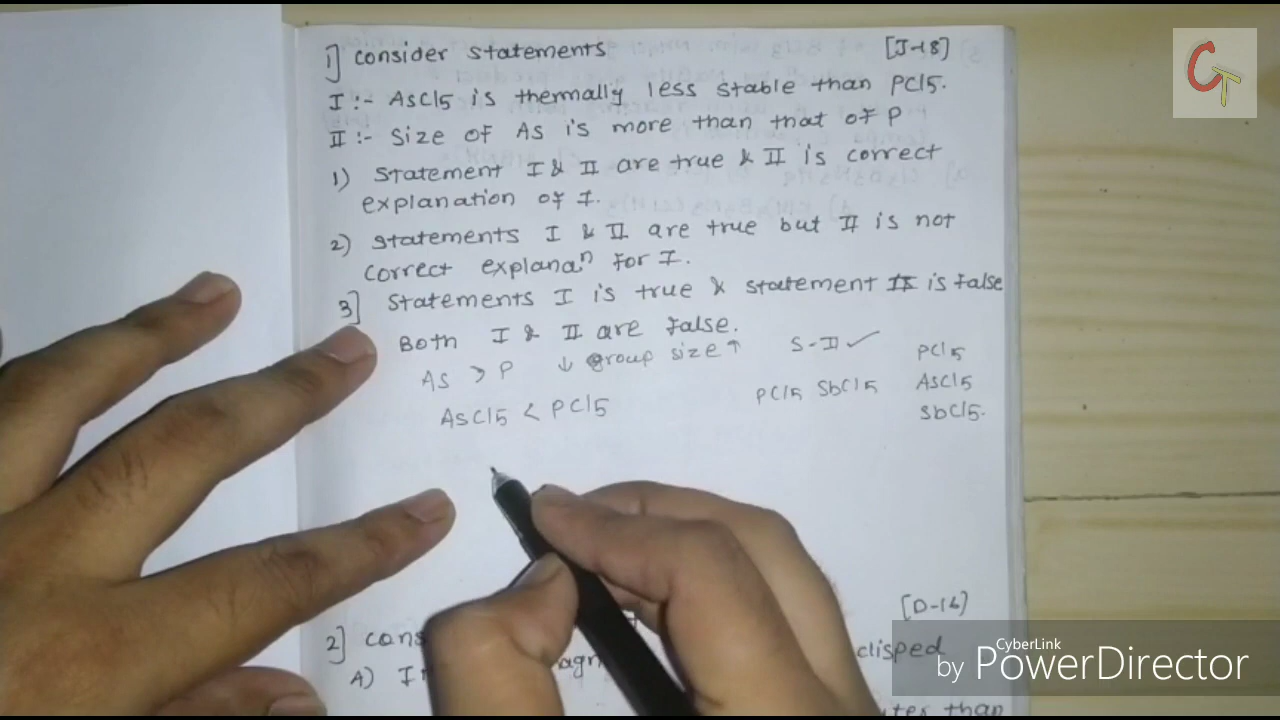 1] consider statements [J-18]
I :- AsCl5 is thermally less stable than PCl5.
II :- Size of As is more than that of P
1) Statement I & II are true & II is correct
explanation of I.
2) statements I & II are true but II is not
correct explanaⁿ for I.
3] Statements I is true & statement II is false
Both I & II are false.
As > P ↓ group size ↑ S-II ✓ PCl5
AsCl5 < PCl5 PCl5 SbCl5 AsCl5
SbCl5.
[D-16]
2] cons
A) I
CT
CyberLink
by PowerDirector